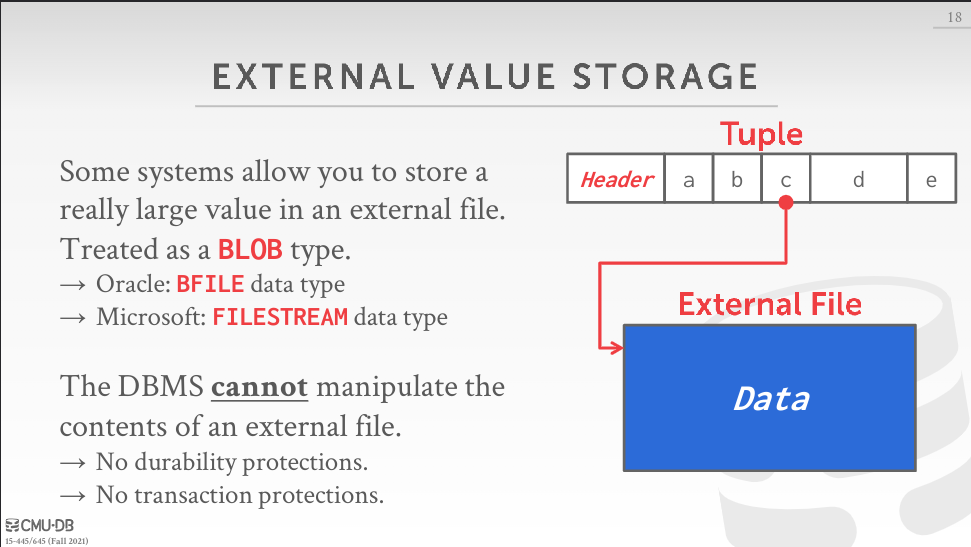 18
EXTERNAL VALUE STORAGE
Some systems allow you to store a
really large value in an external file.
Treated as a BLOB type.
→ Oracle: BFILE data type
→ Microsoft: FILESTREAM data type
The DBMS cannot manipulate the
contents of an external file.
→ No durability protections.
→ No transaction protections.
Tuple
Header a b c d e
External File
Data
CMU·DB
15-445/645 (Fall 2021)